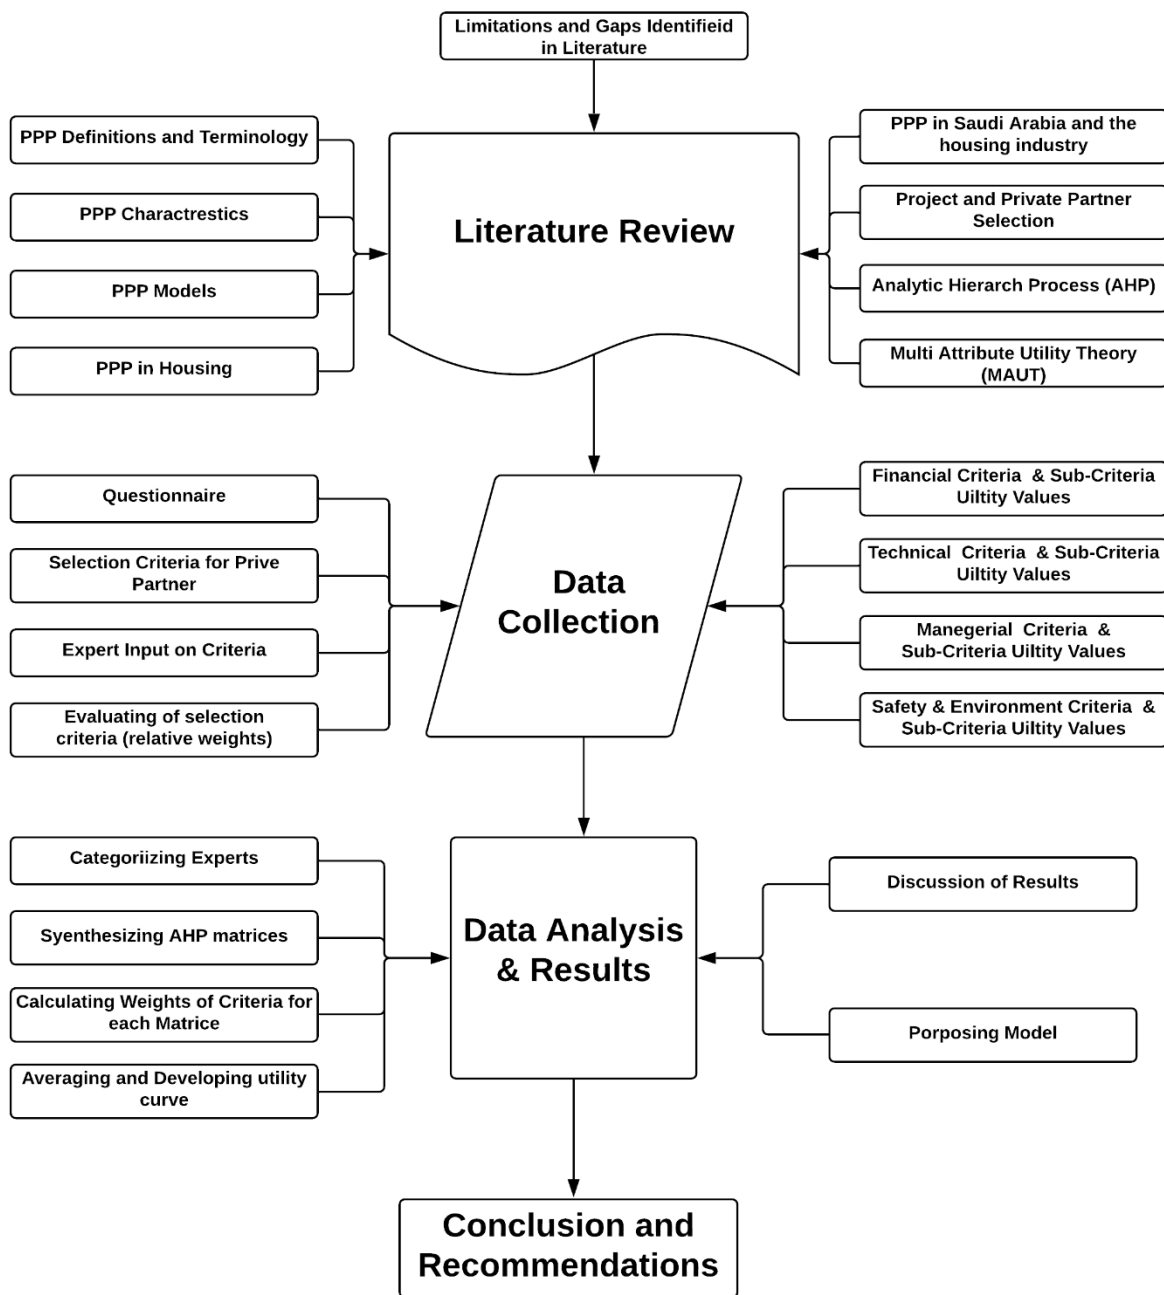 Limitations and Gaps Identifieid
in Literature
PPP Definitions and Terminology
PPP Charactrestics
PPP Models
PPP in Housing
Literature Review
PPP in Saudi Arabia and the
housing industry
Project and Private Partner
Selection
Analytic Hierarch Process (AHP)
Multi Attribute Utility Theory
(MAUT)
Questionnaire
Selection Criteria for Prive
Partner
Expert Input on Criteria
Evaluating of selection
criteria (relative weights)
Data
Collection
Financial Criteria & Sub-Criteria
Uiltity Values
Technical Criteria & Sub-Criteria
Uiltity Values
Manegerial Criteria &
Sub-Criteria Uiltity Values
Safety & Environment Criteria &
Sub-Criteria Uiltity Values
Categoriizing Experts
Syenthesizing AHP matrices
Calculating Weights of Criteria for
each Matrice
Averaging and Developing utility
curve
Data Analysis
& Results
Discussion of Results
Porposing Model
Conclusion and
Recommendations